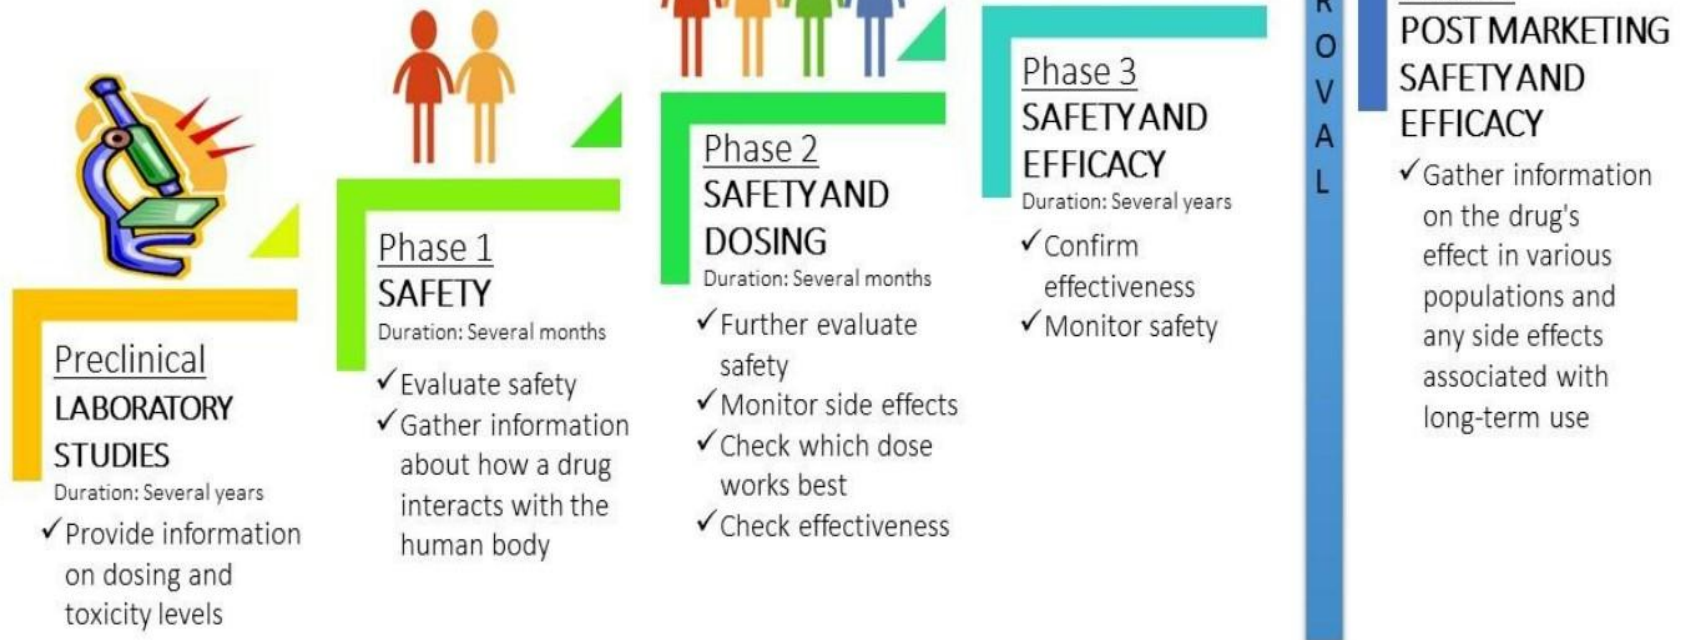 Preclinical
LABORATORY
STUDIES
Duration: Several years
✓Provide information
on dosing and
toxicity levels
Phase 1
SAFETY
Duration: Several months
✓Evaluate safety
✓Gather information
about how a drug
interacts with the
human body
Phase 2
SAFETY AND
DOSING
Duration: Several months
✓Further evaluate
safety
✓Monitor side effects
✓Check which dose
works best
✓Check effectiveness
Phase 3
SAFETY AND
EFFICACY
Duration: Several years
✓Confirm
effectiveness
✓Monitor safety
R
O
V
A
L
POST MARKETING
SAFETY AND
EFFICACY
✓Gather information
on the drug's
effect in various
populations and
any side effects
associated with
long-term use